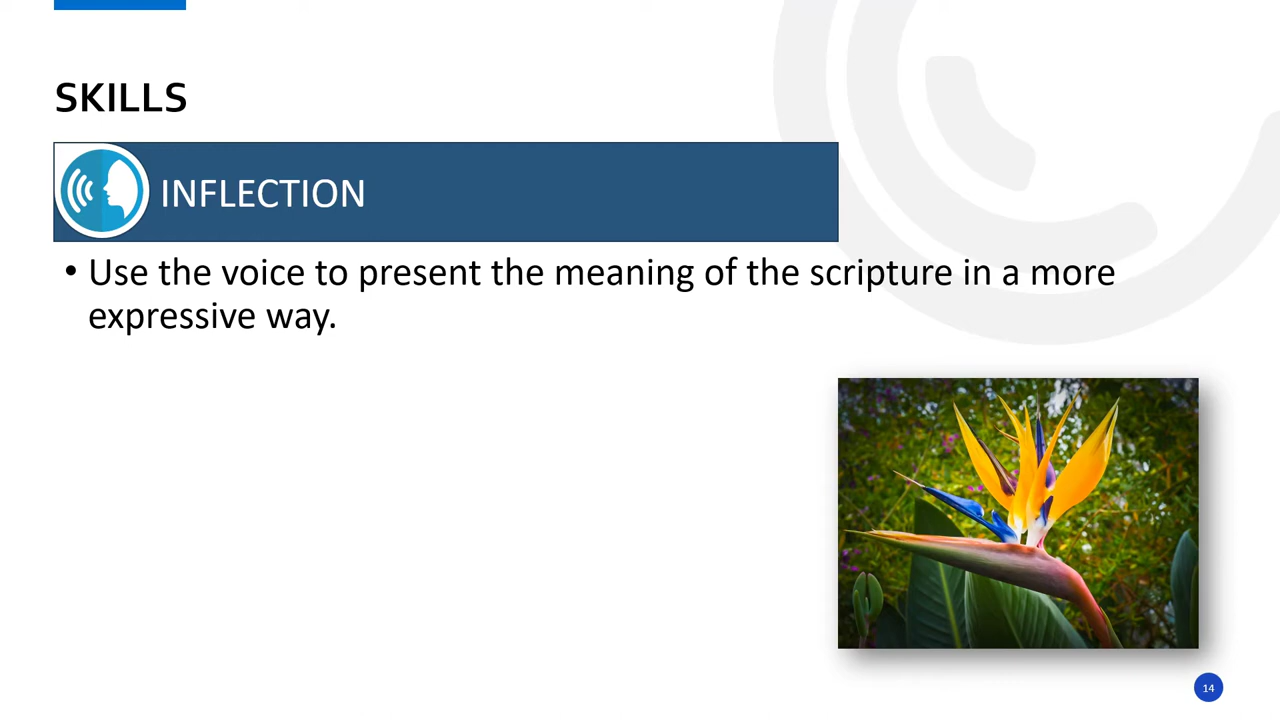 SKILLS
INFLECTION
• Use the voice to present the meaning of the scripture in a more
expressive way.
14